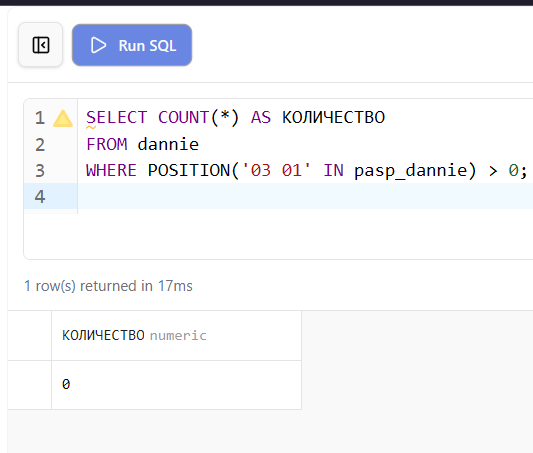 Run SQL
1 SELECT COUNT(*) AS КОЛИЧЕСТВО
2 FROM dannie
3 WHERE POSITION('03 01' IN pasp_dannie) > 0;
4
1 row(s) returned in 17ms
КОЛИЧЕСТВО numeric
0